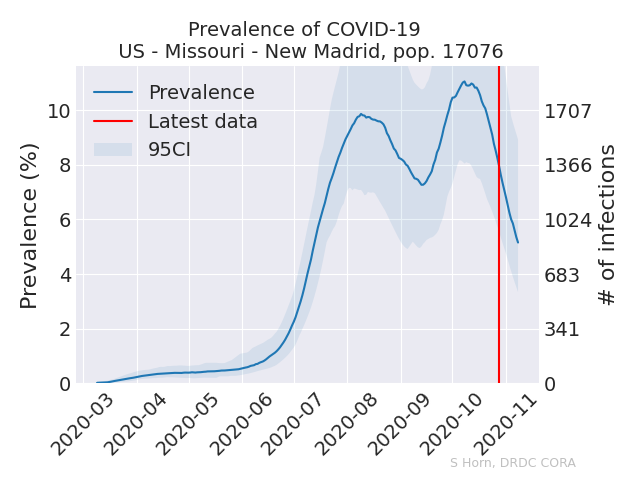 Prevalence of COVID-19
US - Missouri - New Madrid, pop. 17076
Prevalence
Latest data
95CI
Prevalence (%)
10
8
6
4
2
0
1707
1366
1024
683
341
0
# of infections
2020-03
2020-04
2020-05
2020-06
2020-07
2020-08
2020-09
2020-10
2020-11
S Horn, DRDC CORA